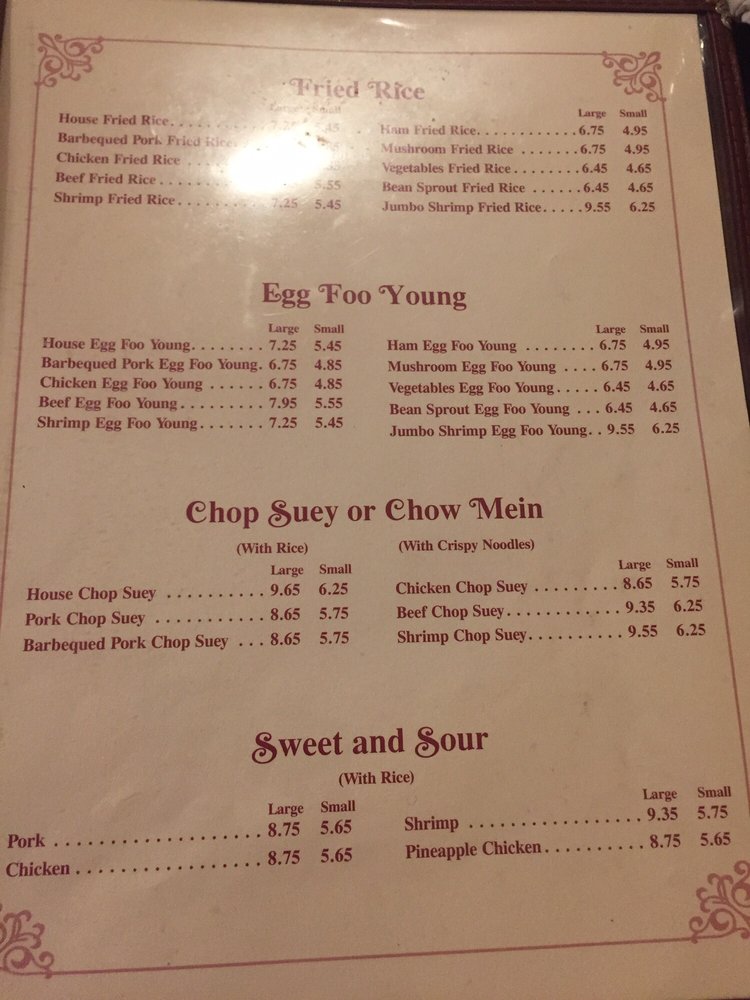 Fried Rice
Large Small
House Fried Rice
Barbequed Pork Fried Rice
Chicken Fried Rice
Beef Fried Rice . . . . . . . . 5.55
Shrimp Fried Rice. . . . . . . . 7.25 5.45
Large Small
Ham Fried Rice. . . . . . . . . . . 6.75 4.95
Mushroom Fried Rice . . . . . . . 6.75 4.95
Vegetables Fried Rice . . . . . . . 6.45 4.65
Bean Sprout Fried Rice . . . . . . 6.45 4.65
Jumbo Shrimp Fried Rice. . . . . 9.55 6.25
Egg Foo Young
Large Small
House Egg Foo Young. . . . . . . . 7.25 5.45
Barbequed Pork Egg Foo Young. 6.75 4.85
Chicken Egg Foo Young . . . . . . 6.75 4.85
Beef Egg Foo Young. . . . . . . . . 7.95 5.55
Shrimp Egg Foo Young. . . . . . . 7.25 5.45
Large Small
Ham Egg Foo Young . . . . . . . . 6.75 4.95
Mushroom Egg Foo Young . . . . 6.75 4.95
Vegetables Egg Foo Young. . . . . 6.45 4.65
Bean Sprout Egg Foo Young . . . 6.45 4.65
Jumbo Shrimp Egg Foo Young. . 9.55 6.25
Chop Suey or Chow Mein
(With Rice) (With Crispy Noodles)
Large Small
House Chop Suey . . . . . . . . . . 9.65 6.25
Pork Chop Suey . . . . . . . . . . . 8.65 5.75
Barbequed Pork Chop Suey . . . 8.65 5.75
Large Small
Chicken Chop Suey . . . . . . . . . 8.65 5.75
Beef Chop Suey. . . . . . . . . . . . 9.35 6.25
Shrimp Chop Suey. . . . . . . . . . 9.55 6.25
Sweet and Sour
(With Rice)
Large Small
Pork . . . . . . . . . . . . . . . . . . . . 8.75 5.65
Chicken . . . . . . . . . . . . . . . . . . 8.75 5.65
Large Small
Shrimp . . . . . . . . . . . . . . . . . 9.35 5.75
Pineapple Chicken. . . . . . . . . . 8.75 5.65